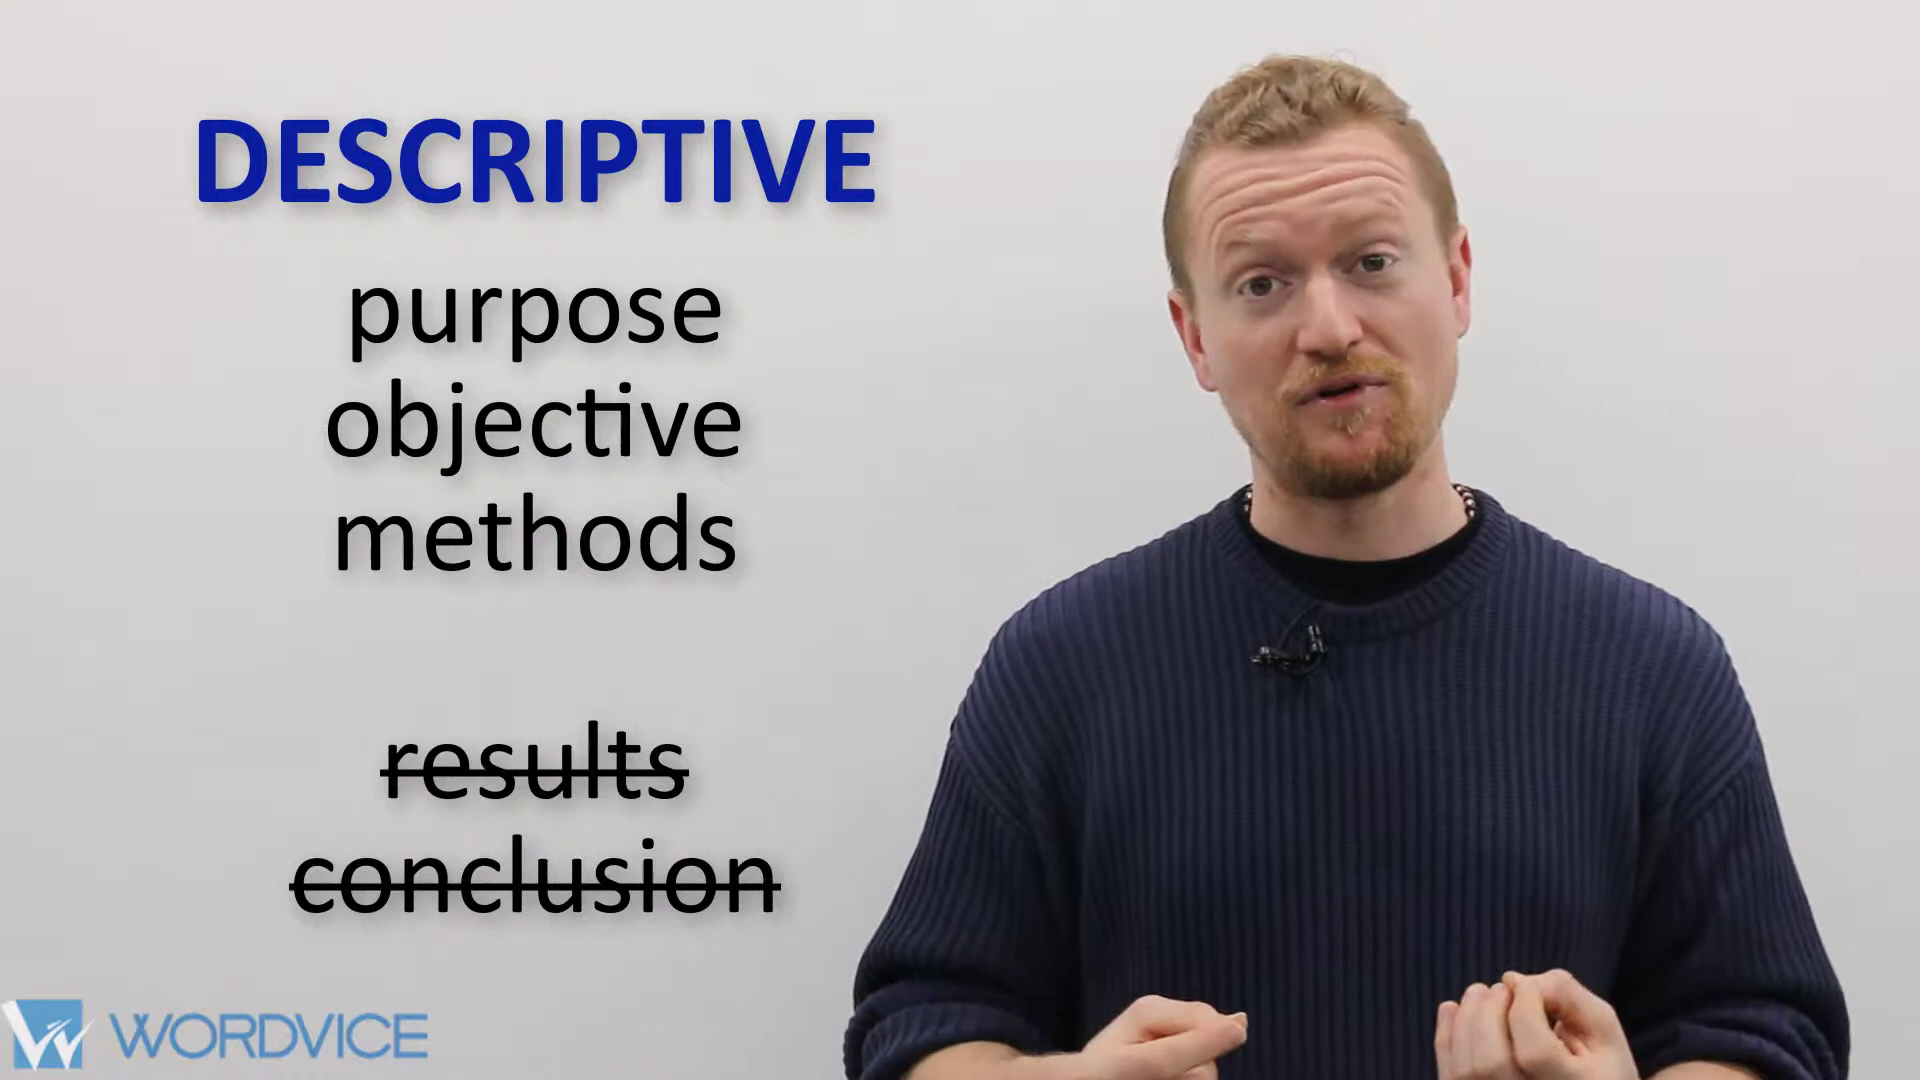 DESCRIPTIVE
purpose
objective
methods
results
conclusion
WORDVICE